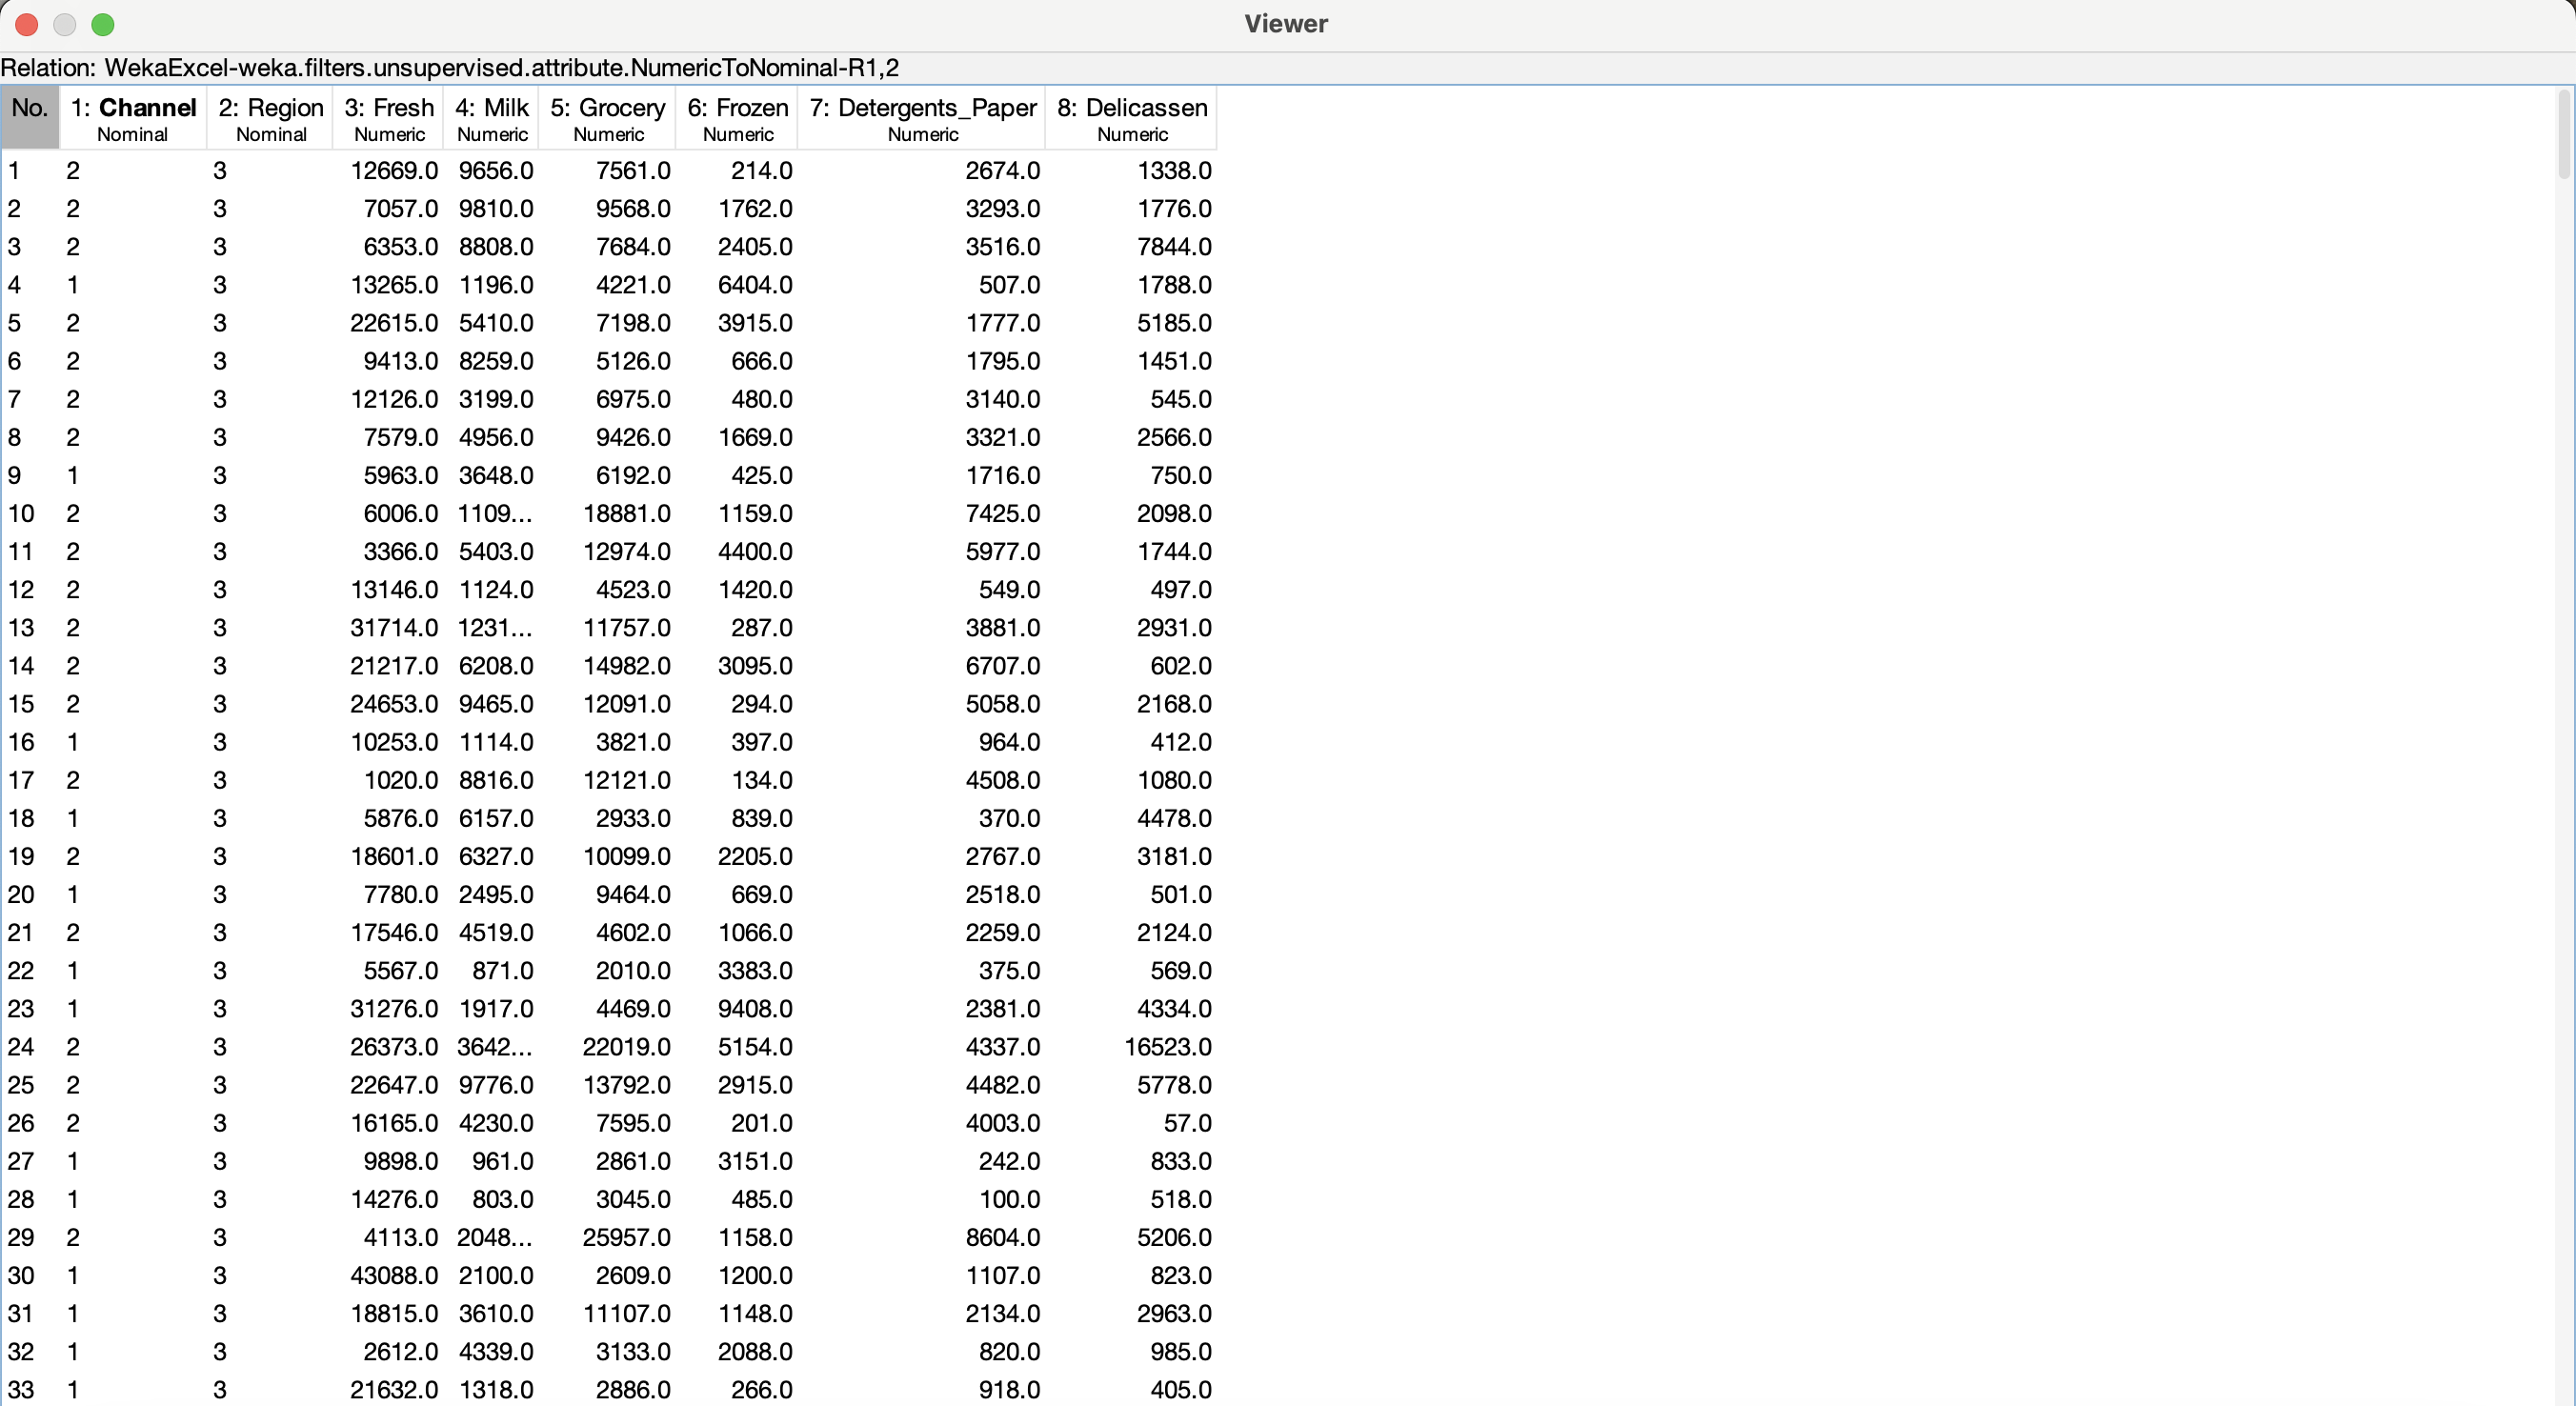 Viewer
Relation: WekaExcel-weka.filters.unsupervised.attribute.NumericToNominal-R1,2
No. 1: Channel 2: Region 3: Fresh 4: Milk 5: Grocery 6: Frozen 7: Detergents_Paper 8: Delicassen
Nominal Nominal Numeric Numeric Numeric Numeric Numeric Numeric
1 2 3 12669.0 9656.0 7561.0 214.0 2674.0 1338.0
2 2 3 7057.0 9810.0 9568.0 1762.0 3293.0 1776.0
3 2 3 6353.0 8808.0 7684.0 2405.0 3516.0 7844.0
4 1 3 13265.0 1196.0 4221.0 6404.0 507.0 1788.0
5 2 3 22615.0 5410.0 7198.0 3915.0 1777.0 5185.0
6 2 3 9413.0 8259.0 5126.0 666.0 1795.0 1451.0
7 2 3 12126.0 3199.0 6975.0 480.0 3140.0 545.0
8 2 3 7579.0 4956.0 9426.0 1669.0 3321.0 2566.0
9 1 3 5963.0 3648.0 6192.0 425.0 1716.0 750.0
10 2 3 6006.0 1109... 18881.0 1159.0 7425.0 2098.0
11 2 3 3366.0 5403.0 12974.0 4400.0 5977.0 1744.0
12 2 3 13146.0 1124.0 4523.0 1420.0 549.0 497.0
13 2 3 31714.0 1231... 11757.0 287.0 3881.0 2931.0
14 2 3 21217.0 6208.0 14982.0 3095.0 6707.0 602.0
15 2 3 24653.0 9465.0 12091.0 294.0 5058.0 2168.0
16 1 3 10253.0 1114.0 3821.0 397.0 964.0 412.0
17 2 3 1020.0 8816.0 12121.0 134.0 4508.0 1080.0
18 1 3 5876.0 6157.0 2933.0 839.0 370.0 4478.0
19 2 3 18601.0 6327.0 10099.0 2205.0 2767.0 3181.0
20 1 3 7780.0 2495.0 9464.0 669.0 2518.0 501.0
21 2 3 17546.0 4519.0 4602.0 1066.0 2259.0 2124.0
22 1 3 5567.0 871.0 2010.0 3383.0 375.0 569.0
23 1 3 31276.0 1917.0 4469.0 9408.0 2381.0 4334.0
24 2 3 26373.0 3642... 22019.0 5154.0 4337.0 16523.0
25 2 3 22647.0 9776.0 13792.0 2915.0 4482.0 5778.0
26 2 3 16165.0 4230.0 7595.0 201.0 4003.0 57.0
27 1 3 9898.0 961.0 2861.0 3151.0 242.0 833.0
28 1 3 14276.0 803.0 3045.0 485.0 100.0 518.0
29 2 3 4113.0 2048... 25957.0 1158.0 8604.0 5206.0
30 1 3 43088.0 2100.0 2609.0 1200.0 1107.0 823.0
31 1 3 18815.0 3610.0 11107.0 1148.0 2134.0 2963.0
32 1 3 2612.0 4339.0 3133.0 2088.0 820.0 985.0
33 1 3 21632.0 1318.0 2886.0 266.0 918.0 405.0